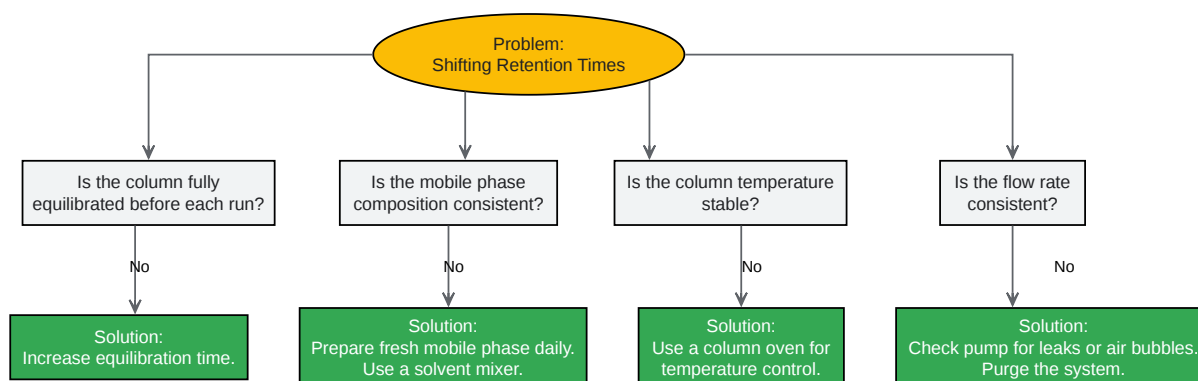 Problem:
Shifting Retention Times
Is the column fully
equilibrated before each run?
Is the mobile phase
composition consistent?
Is the column temperature
stable?
Is the flow rate
consistent?
No
No
No
No
Solution:
Increase equilibration time.
Solution:
Prepare fresh mobile phase daily.
Use a solvent mixer.
Solution:
Use a column oven for
temperature control.
Solution:
Check pump for leaks or air bubbles.
Purge the system.